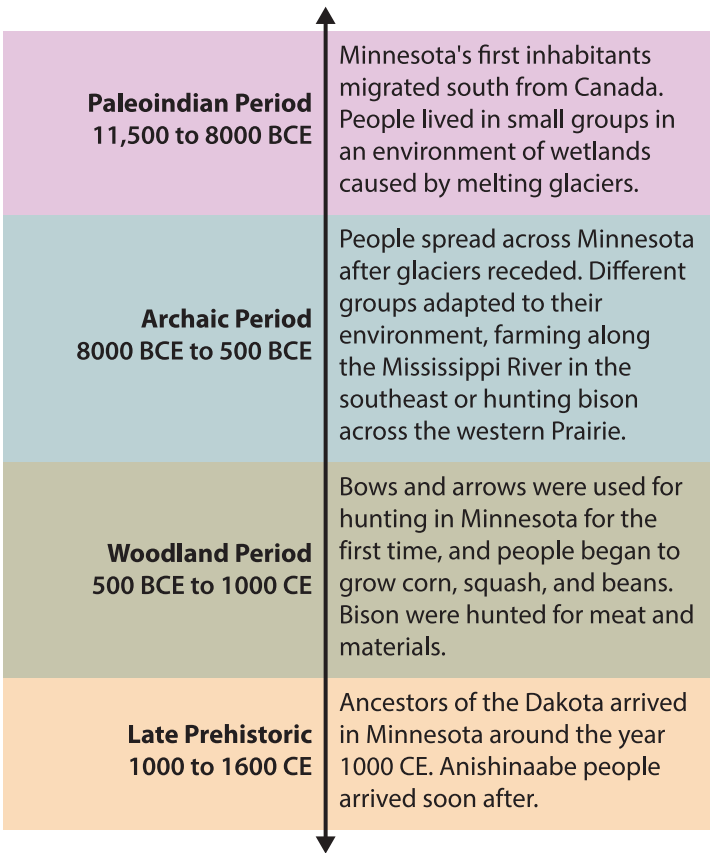 Paleoindian Period
11,500 to 8000 BCE
Minnesota's first inhabitants
migrated south from Canada.
People lived in small groups in
an environment of wetlands
caused by melting glaciers.
Archaic Period
8000 BCE to 500 BCE
People spread across Minnesota
after glaciers receded. Different
groups adapted to their
environment, farming along
the Mississippi River in the
southeast or hunting bison
across the western Prairie.
Woodland Period
500 BCE to 1000 CE
Bows and arrows were used for
hunting in Minnesota for the
first time, and people began to
grow corn, squash, and beans.
Bison were hunted for meat and
materials.
Late Prehistoric
1000 to 1600 CE
Ancestors of the Dakota arrived
in Minnesota around the year
1000 CE. Anishinaabe people
arrived soon after.